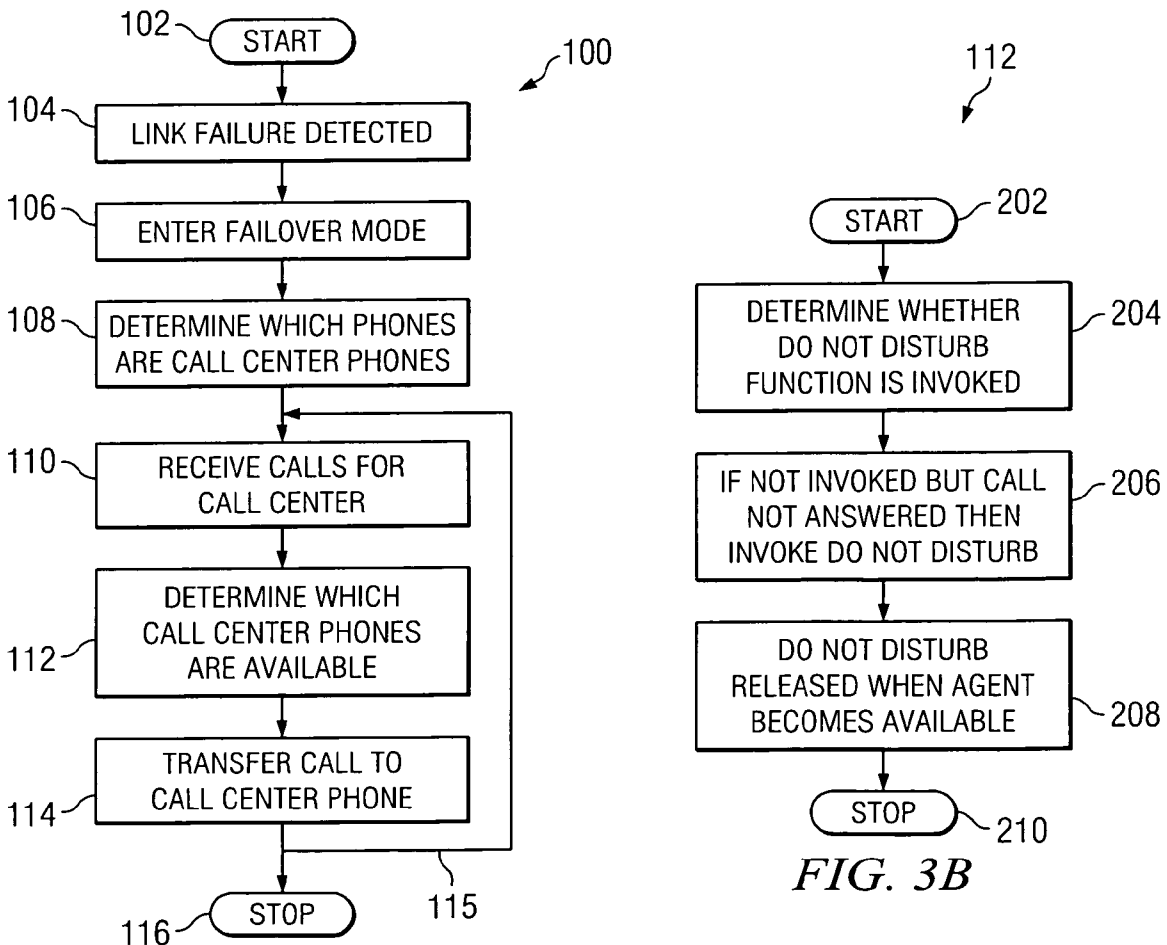 102
START
100
104
LINK FAILURE DETECTED
106
ENTER FAILOVER MODE
108
DETERMINE WHICH PHONES
ARE CALL CENTER PHONES
110
RECEIVE CALLS FOR
CALL CENTER
112
DETERMINE WHICH
CALL CENTER PHONES
ARE AVAILABLE
114
TRANSFER CALL TO
CALL CENTER PHONE
115
116
STOP
112
START
202
DETERMINE WHETHER
DO NOT DISTURB
FUNCTION IS INVOKED
204
IF NOT INVOKED BUT CALL
NOT ANSWERED THEN
INVOKE DO NOT DISTURB
206
DO NOT DISTURB
RELEASED WHEN AGENT
BECOMES AVAILABLE
208
STOP
210
FIG. 3B